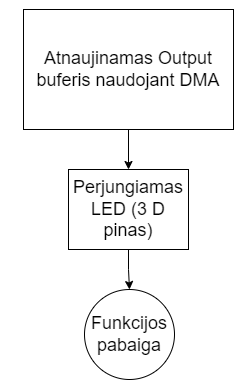 Atnaujinamas Output
buferis naudojant DMA
Perjungiamas
LED (3 D
pinas)
Funkcijos
pabaiga